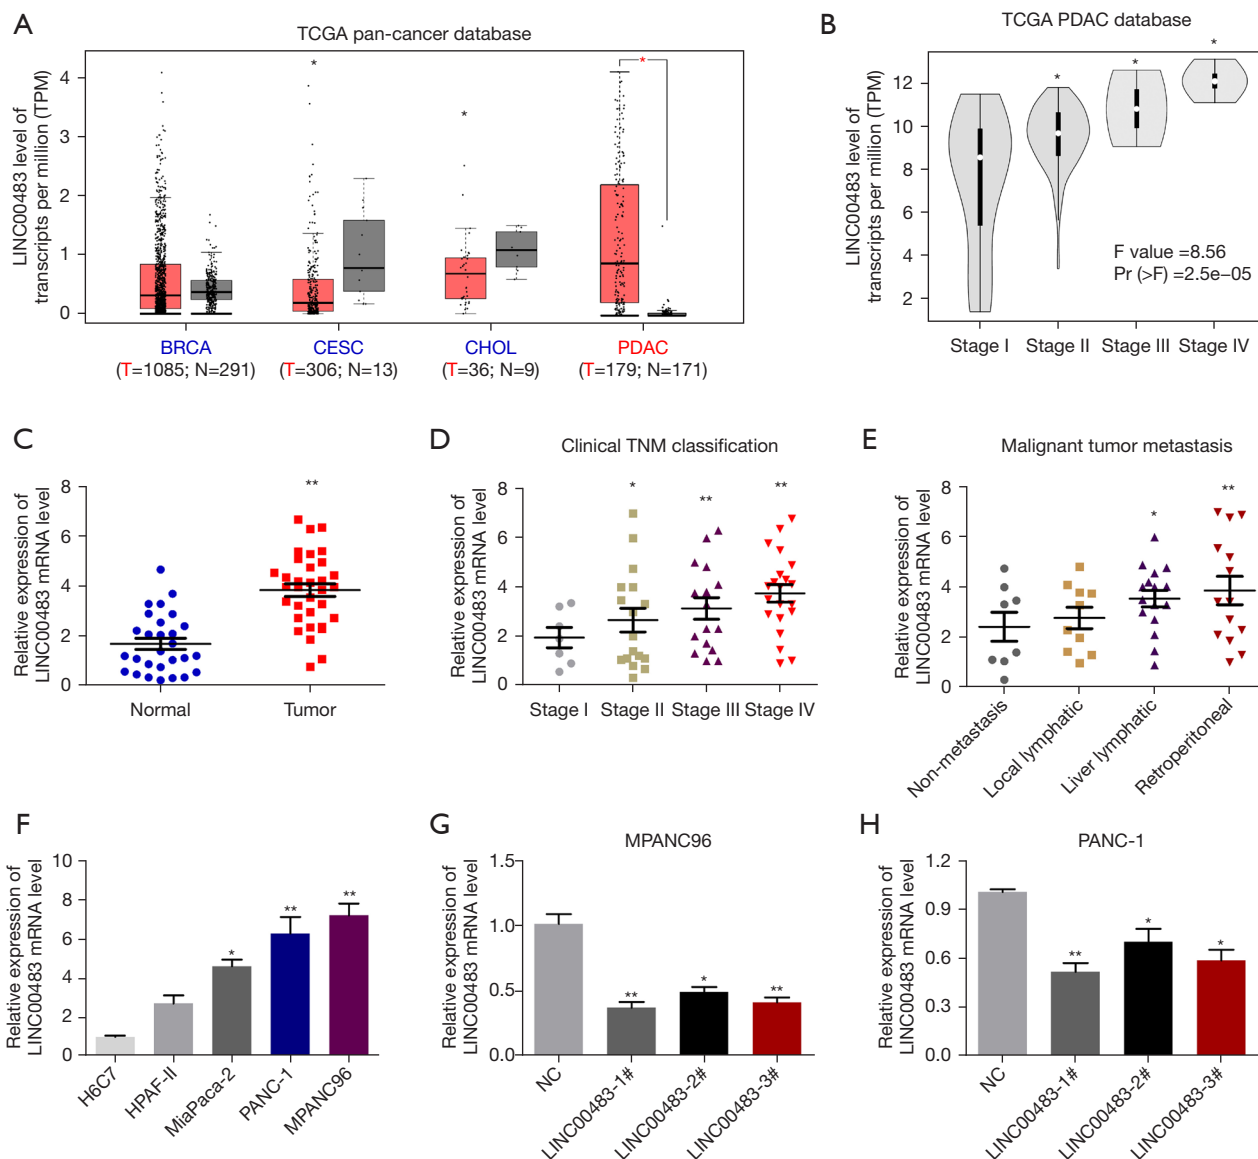 A
TCGA pan-cancer database
LINC00483 level of
transcripts per million (TPM)
4
3
2
1
0
*
*
*
BRCA
(T=1085; N=291)
CESC
(T=306; N=13)
CHOL
(T=36; N=9)
PDAC
(T=179; N=171)
B
TCGA PDAC database
LINC00483 level of
transcripts per million (TPM)
12
10
8
6
4
2
*
*
*
F value =8.56
Pr (>F) =2.5e−05
Stage I
Stage II
Stage III
Stage IV
C
Relative expression of
LINC00483 mRNA level
8
6
4
2
0
**
Normal
Tumor
D
Clinical TNM classification
Relative expression of
LINC00483 mRNA level
8
6
4
2
0
*
**
**
Stage I
Stage II
Stage III
Stage IV
E
Malignant tumor metastasis
Relative expression of
LINC00483 mRNA level
8
6
4
2
0
*
**
Non-metastasis
Local lymphatic
Liver lymphatic
Retroperitoneal
F
Relative expression of
LINC00483 mRNA level
10
8
6
4
2
0
*
**
**
H6C7
HPAF-II
MiaPaca-2
PANC-1
MPANC96
G
MPANC96
Relative expression of
LINC00483 mRNA level
1.5
1.0
0.5
0.0
**
*
**
NC
LINC00483-1#
LINC00483-2#
LINC00483-3#
H
PANC-1
Relative expression of
LINC00483 mRNA level
1.2
0.9
0.6
0.3
0.0
**
*
*
NC
LINC00483-1#
LINC00483-2#
LINC00483-3#